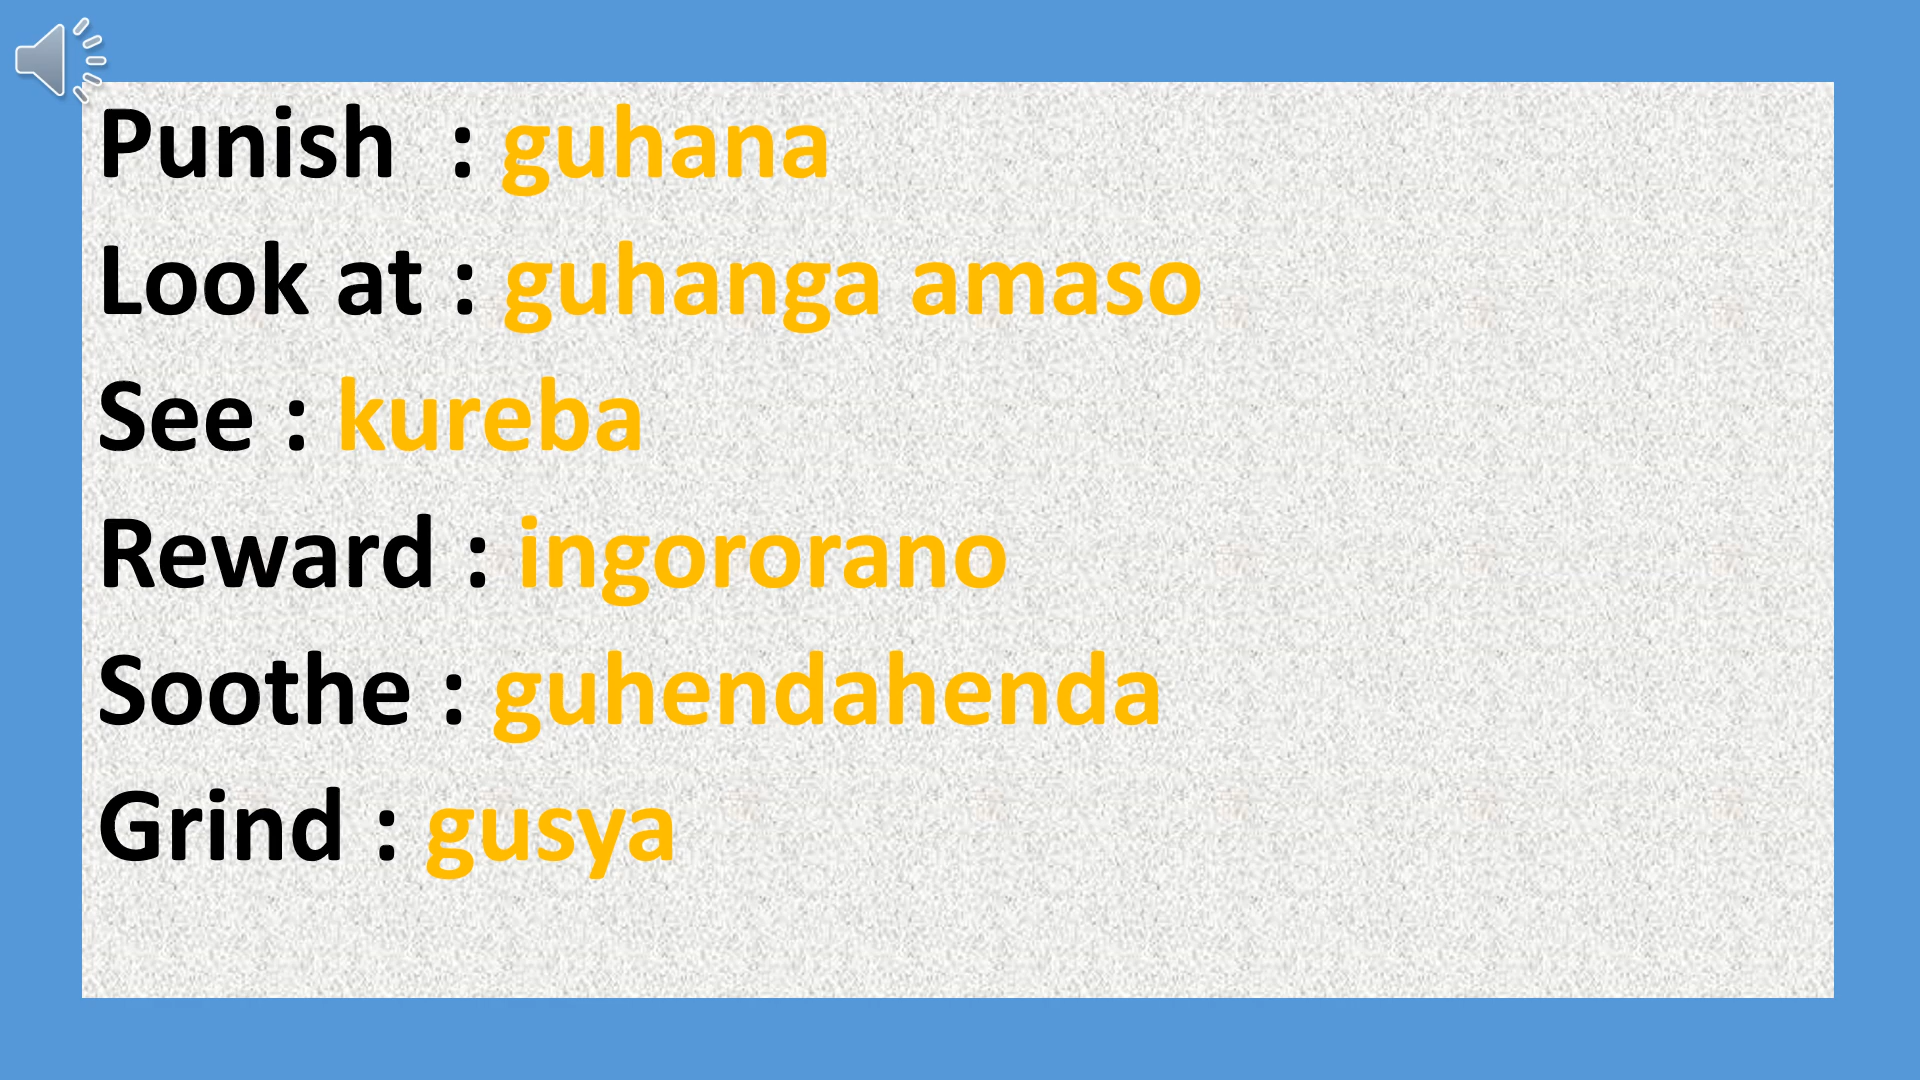 Punish  : guhana
Look at : guhanga amaso
See : kureba
Reward : ingororano
Soothe : guhendahenda
Grind : gusya